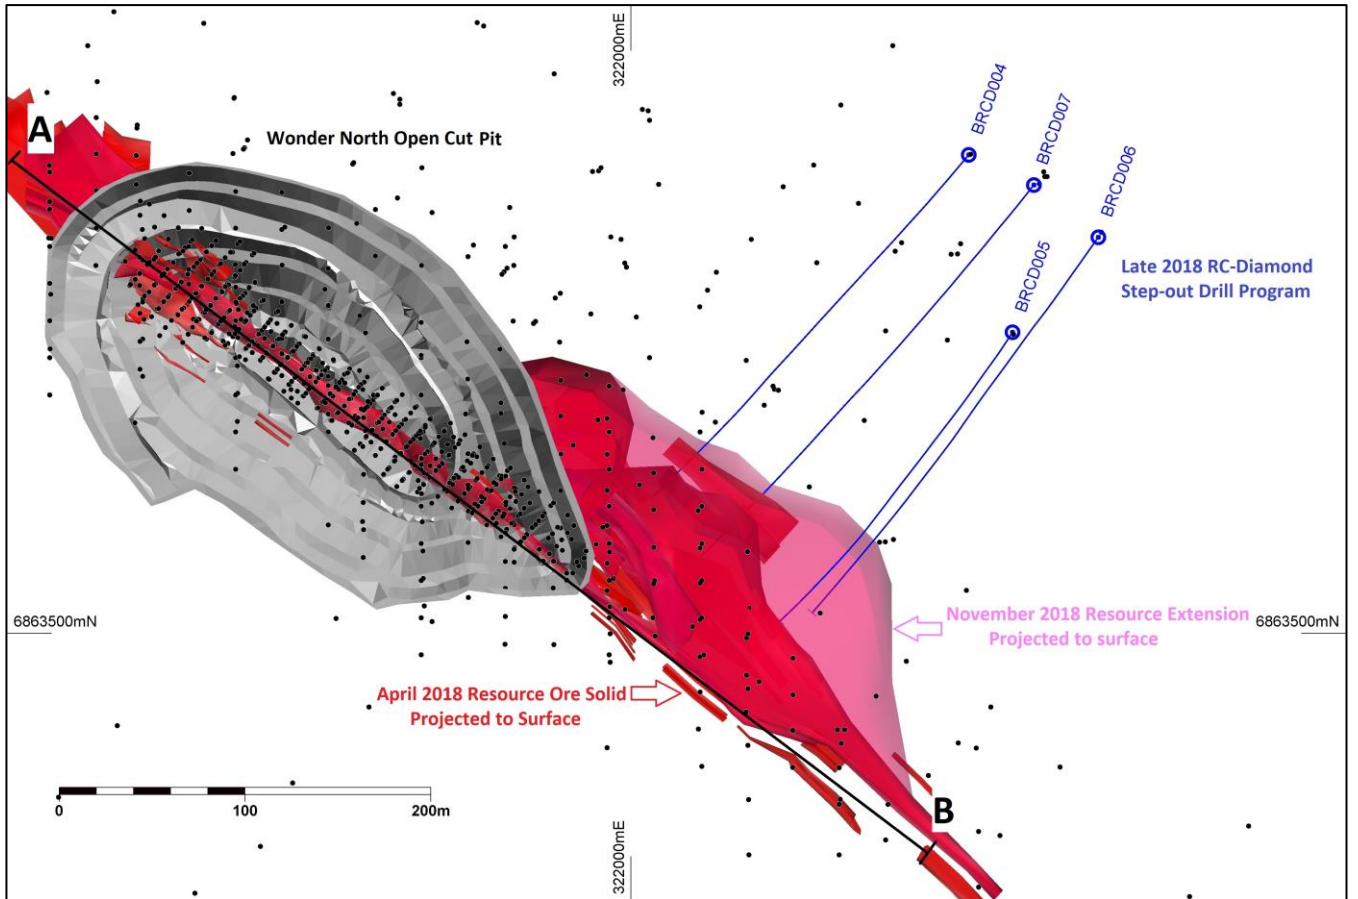 322000mE
BRCD004
BRCD007
A
Wonder North Open Cut Pit
BRCD006
BRCD005
Late 2018 RC-Diamond
Step-out Drill Program
6863500mN
November 2018 Resource Extension
Projected to surface
6863500mN
April 2018 Resource Ore Solid
Projected to Surface
0
100
200m
322000mE
B